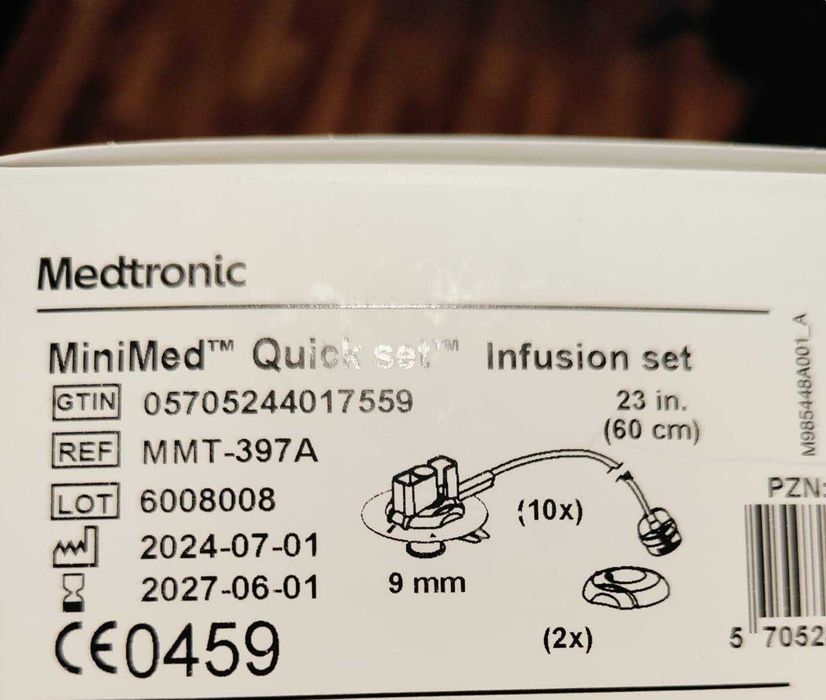 Medtronic
MiniMed™ Quick set™ Infusion set
GTIN 05705244017559
23 in.
(60 cm)
REF MMT-397A
LOT 6008008
(10x)
2024-07-01
2027-06-01
9 mm
(2x)
CE0459
M985448A001_A
PZN:
5 7052